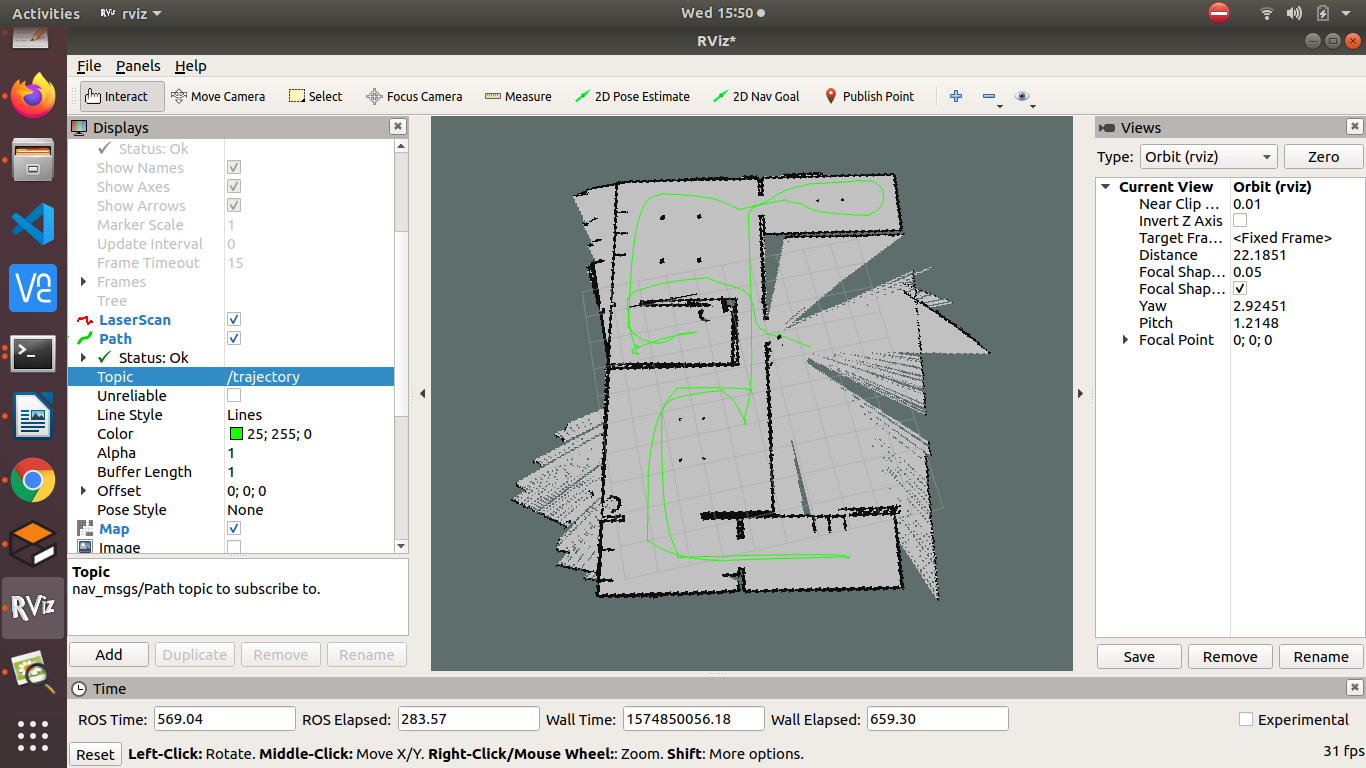 Activities
RViz rviz
Wed 15:50
RViz*
File Panels Help
Interact Move Camera Select Focus Camera Measure 2D Pose Estimate 2D Nav Goal Publish Point
Displays
Status: Ok
Show Names
Show Axes
Show Arrows
Marker Scale 1
Update Interval 0
Frame Timeout 15
Frames
Tree
LaserScan
Path
Status: Ok
Topic /trajectory
Unreliable
Line Style Lines
Color 25; 255; 0
Alpha 1
Buffer Length 1
Offset 0; 0; 0
Pose Style None
Map
Image
Topic
nav_msgs/Path topic to subscribe to.
Add Duplicate Remove Rename
Views
Type: Orbit (rviz) Zero
Current View Orbit (rviz)
Near Clip ... 0.01
Invert Z Axis
Target Fra... <Fixed Frame>
Distance 22.1851
Focal Shap... 0.05
Focal Shap...
Yaw 2.92451
Pitch 1.2148
Focal Point 0; 0; 0
Save Remove Rename
RViz
Time
ROS Time: 569.04 ROS Elapsed: 283.57 Wall Time: 1574850056.18 Wall Elapsed: 659.30 Experimental
Reset Left-Click: Rotate. Middle-Click: Move X/Y. Right-Click/Mouse Wheel:: Zoom. Shift: More options. 31 fps